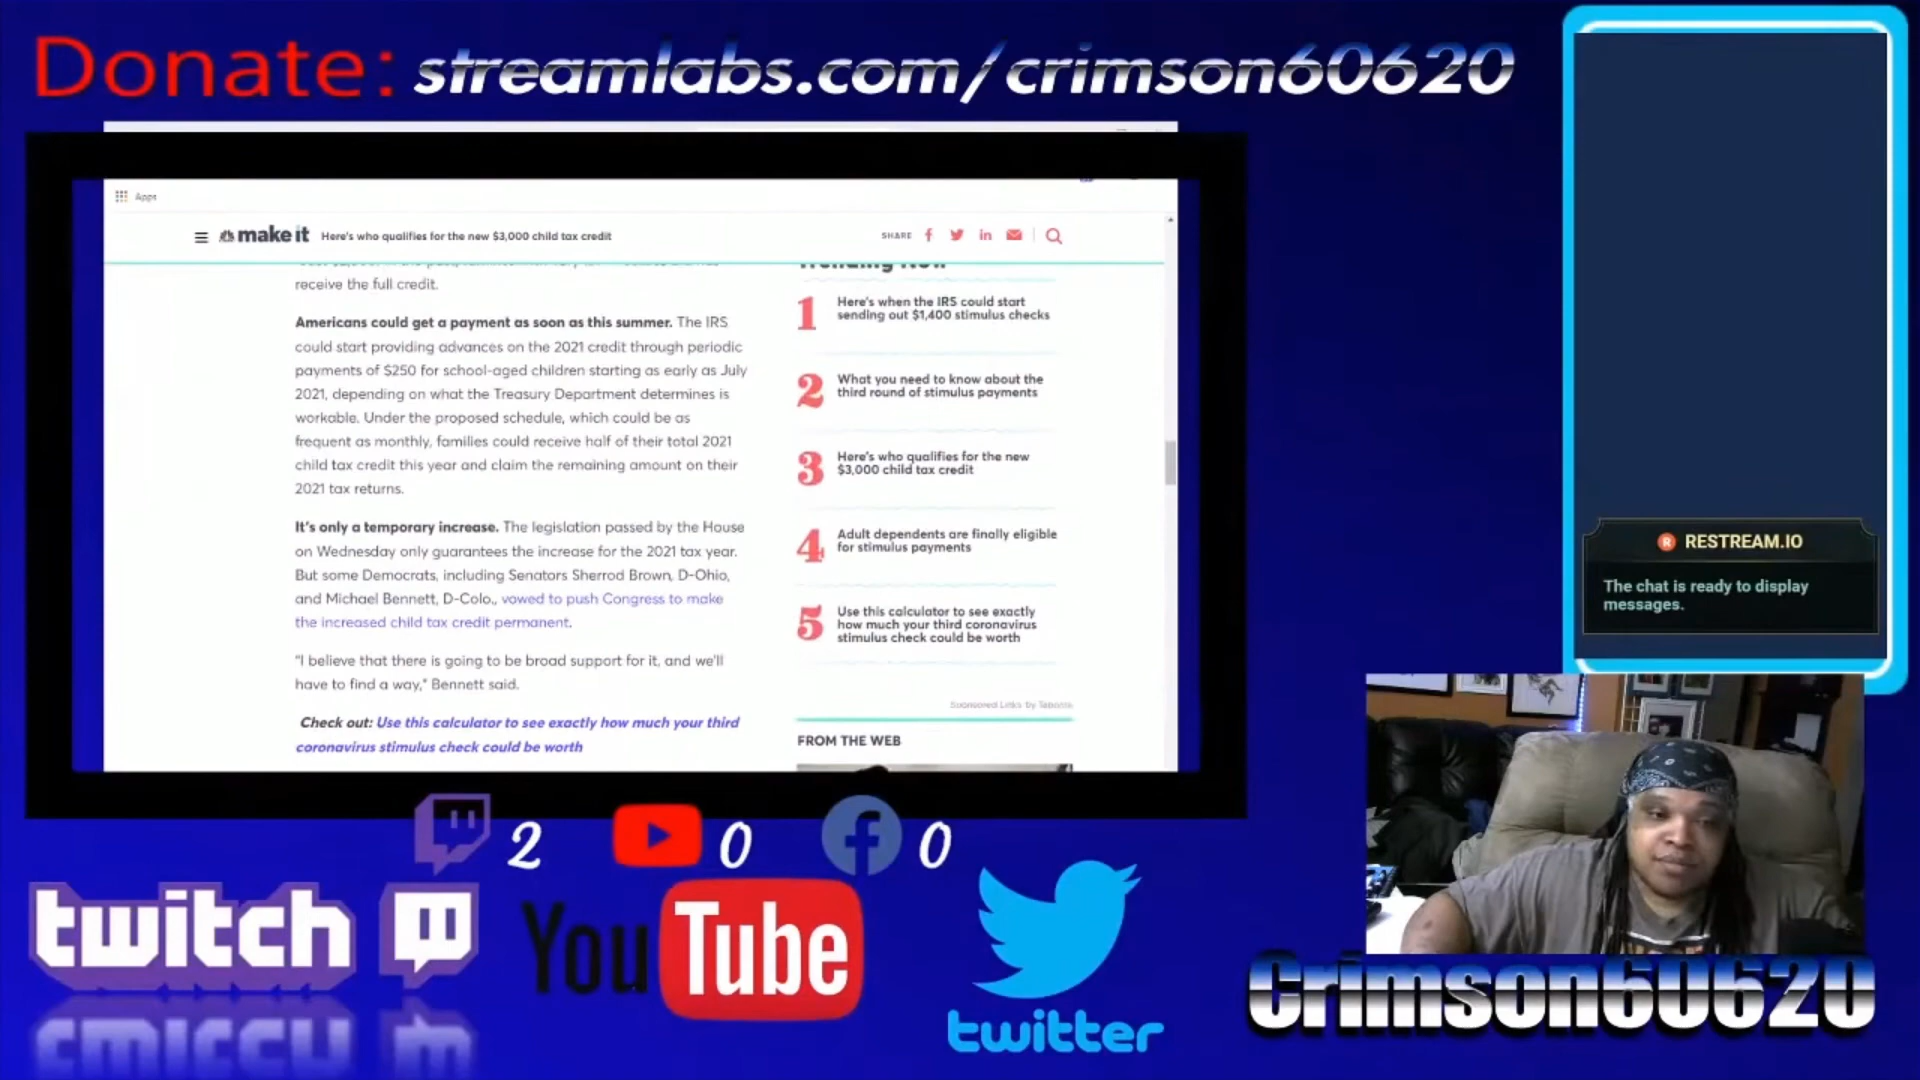 Donate: streamlabs.com/crimson60620
Apps
make it Here's who qualifies for the new $3,000 child tax credit
SHARE
receive the full credit.
Americans could get a payment as soon as this summer. The IRS
could start providing advances on the 2021 credit through periodic
payments of $250 for school-aged children starting as early as July
2021, depending on what the Treasury Department determines is
workable. Under the proposed schedule, which could be as
frequent as monthly, families could receive half of their total 2021
child tax credit this year and claim the remaining amount on their
2021 tax returns.
It's only a temporary increase. The legislation passed by the House
on Wednesday only guarantees the increase for the 2021 tax year.
But some Democrats, including Senators Sherrod Brown, D-Ohio,
and Michael Bennett, D-Colo., vowed to push Congress to make
the increased child tax credit permanent.
"I believe that there is going to be broad support for it, and we'll
have to find a way," Bennett said.
Check out: Use this calculator to see exactly how much your third
coronavirus stimulus check could be worth
Trending Now
1 Here's when the IRS could start
sending out $1,400 stimulus checks
2 What you need to know about the
third round of stimulus payments
3 Here's who qualifies for the new
$3,000 child tax credit
4 Adult dependents are finally eligible
for stimulus payments
5 Use this calculator to see exactly
how much your third coronavirus
stimulus check could be worth
Sponsored Links by Taboola
FROM THE WEB
RESTREAM.IO
The chat is ready to display
messages.
2 0 0
twitch
YouTube
twitter
Crimson60620